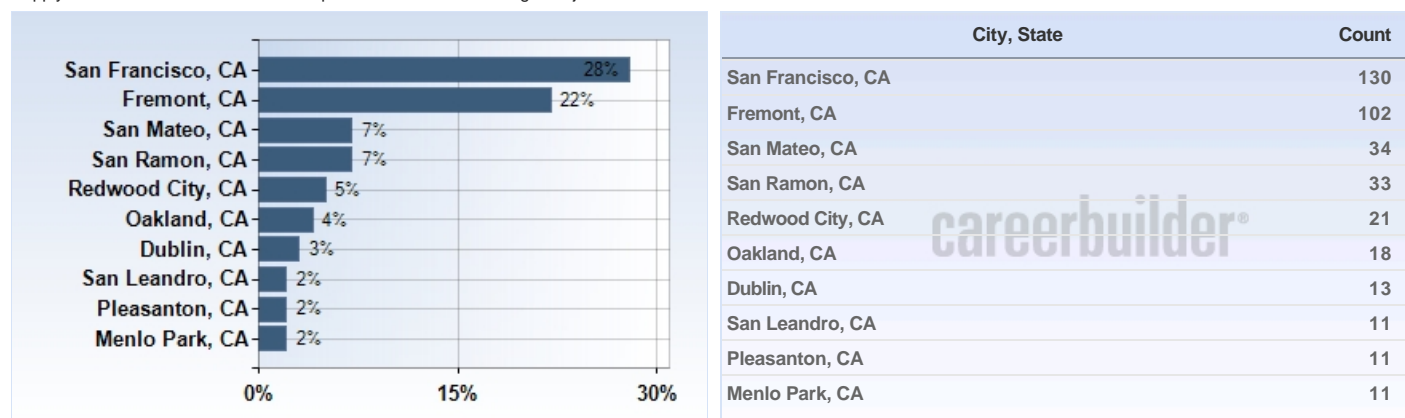 San Francisco, CA 28%
Fremont, CA 22%
San Mateo, CA 7%
San Ramon, CA 7%
Redwood City, CA 5%
Oakland, CA 4%
Dublin, CA 3%
San Leandro, CA 2%
Pleasanton, CA 2%
Menlo Park, CA 2%
0% 15% 30%
City, State Count
San Francisco, CA 130
Fremont, CA 102
San Mateo, CA 34
San Ramon, CA 33
Redwood City, CA 21
careerbuilder®
Oakland, CA 18
Dublin, CA 13
San Leandro, CA 11
Pleasanton, CA 11
Menlo Park, CA 11